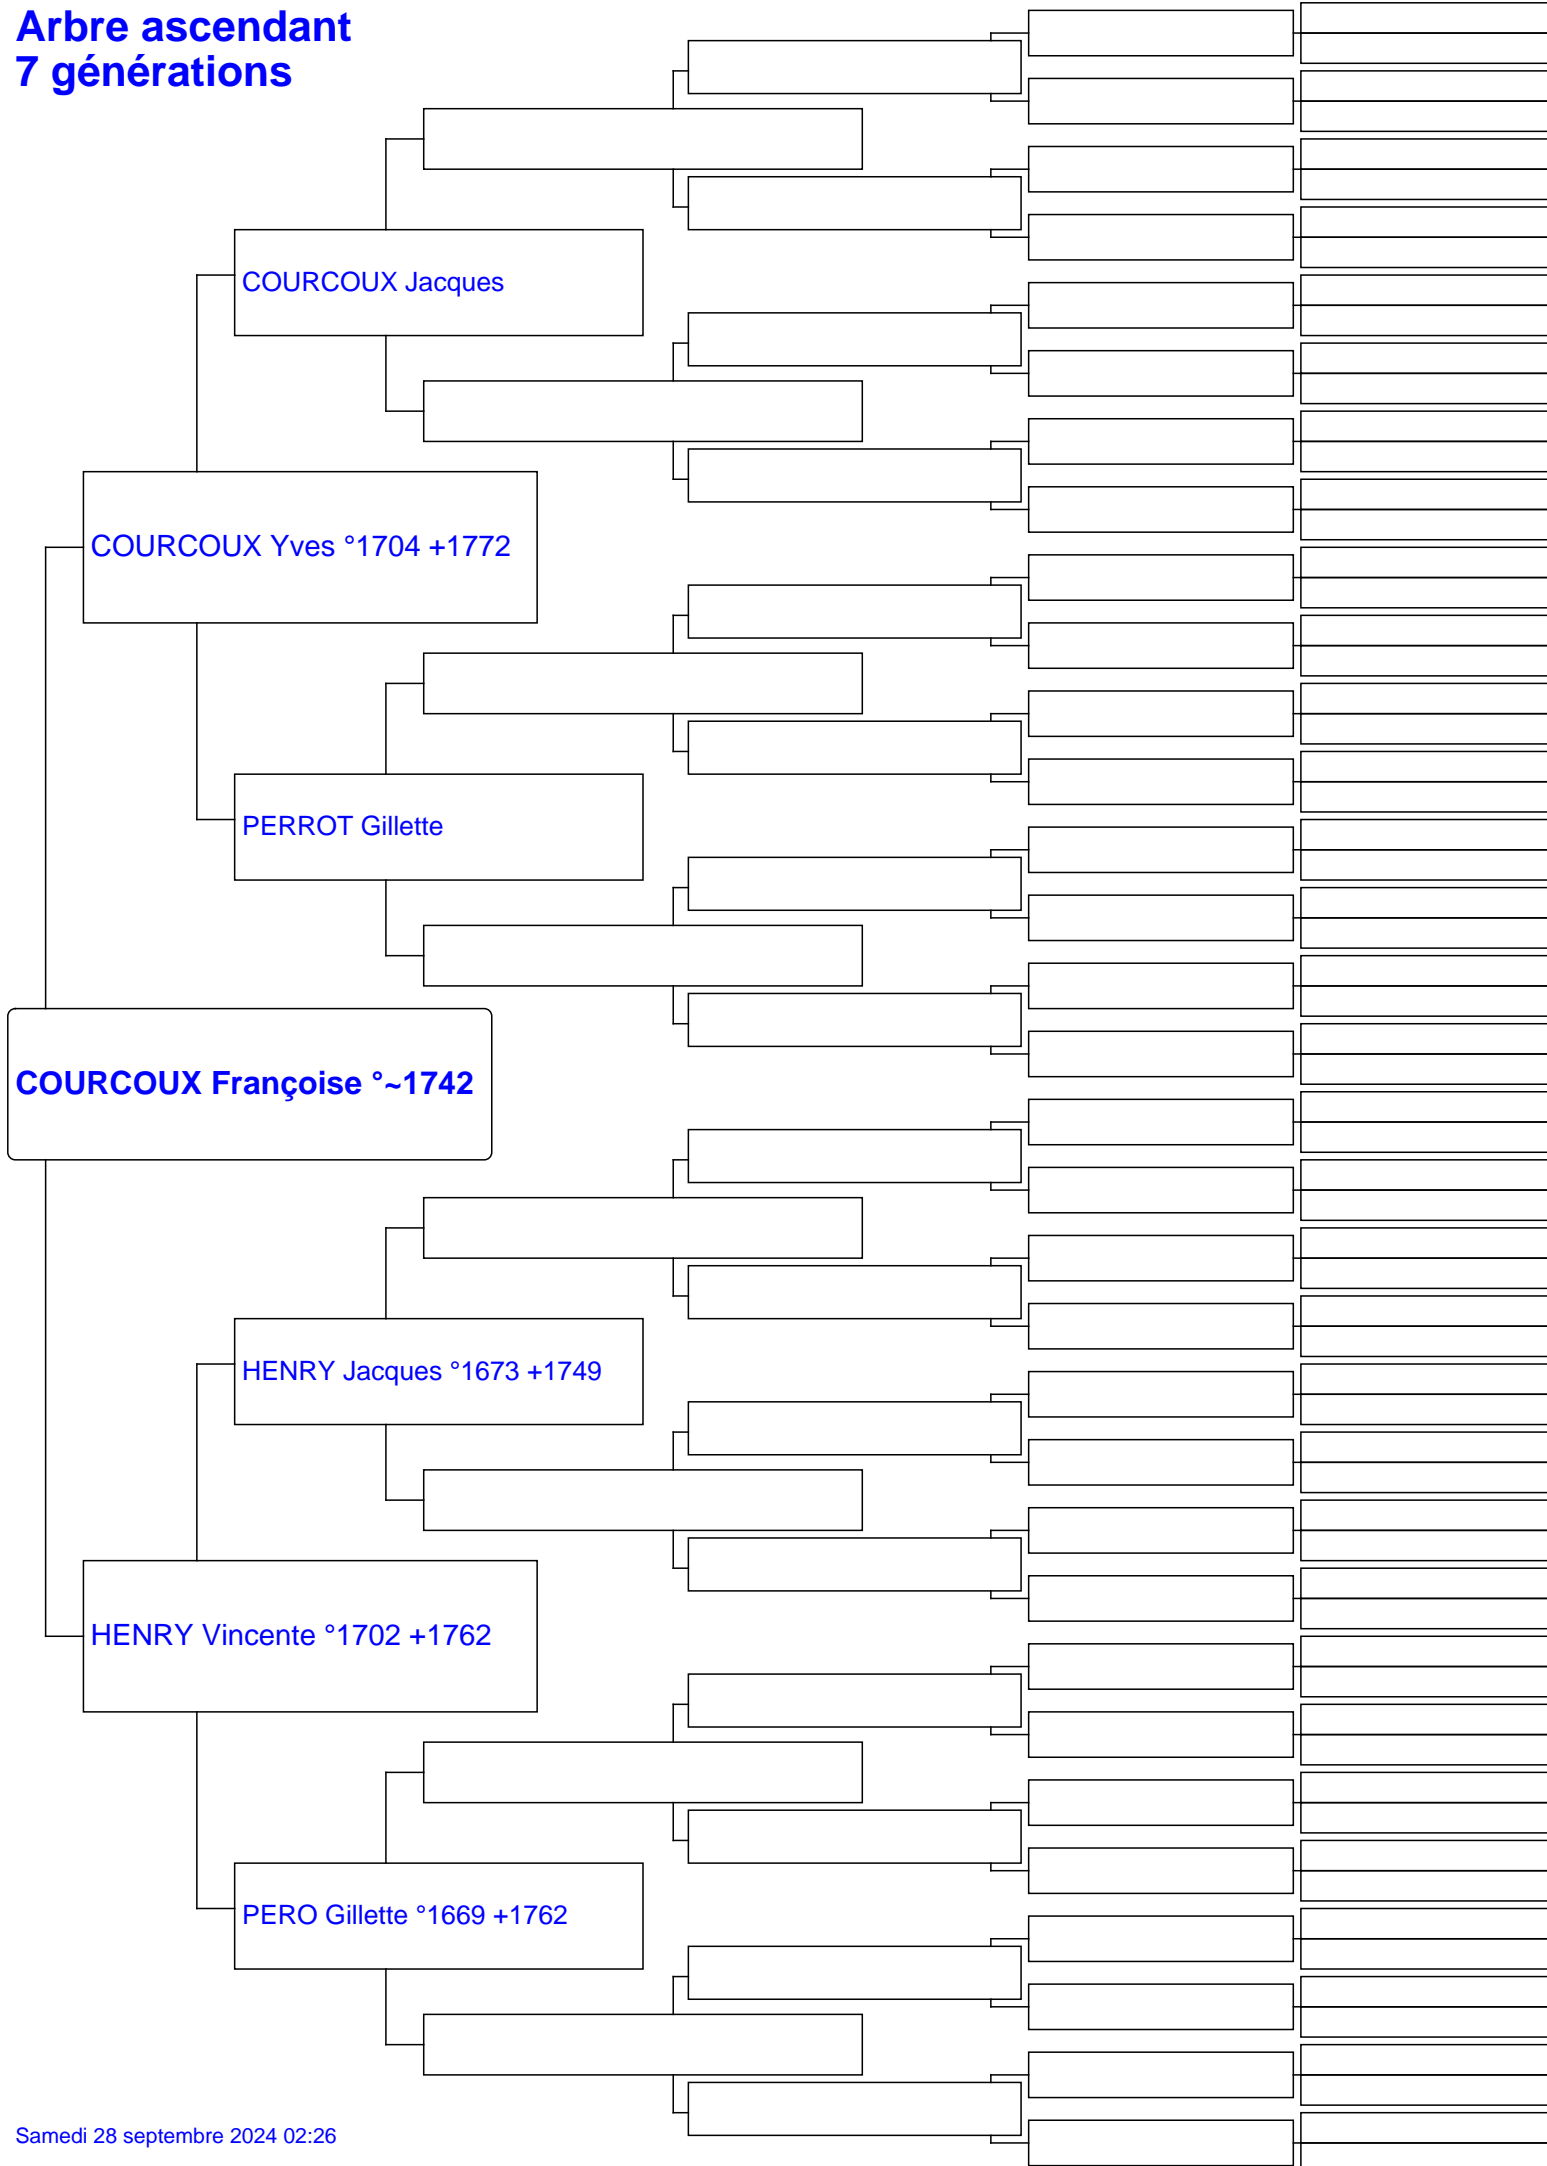 Arbre ascendant
7 générations
COURCOUX Jacques
COURCOUX Yves °1704 +1772
PERROT Gillette
COURCOUX Françoise °~1742
HENRY Jacques °1673 +1749
HENRY Vincente °1702 +1762
PERO Gillette °1669 +1762
Samedi 28 septembre 2024 02:26